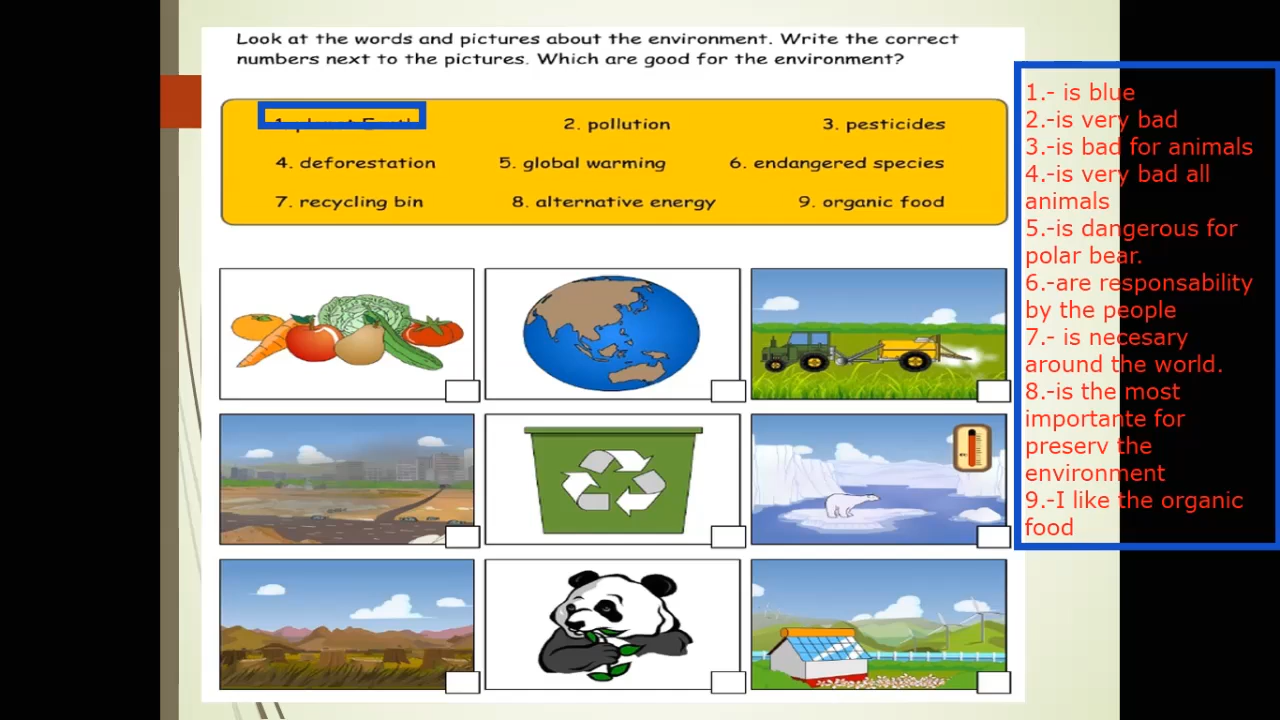 Look at the words and pictures about the environment. Write the correct
numbers next to the pictures. Which are good for the environment?
1. planet Earth 2. pollution 3. pesticides
4. deforestation 5. global warming 6. endangered species
7. recycling bin 8. alternative energy 9. organic food
1.- is blue
2.-is very bad
3.-is bad for animals
4.-is very bad all
animals
5.-is dangerous for
polar bear.
6.-are responsability
by the people
7.- is necesary
around the world.
8.-is the most
importante for
preserv the
environment
9.-I like the organic
food